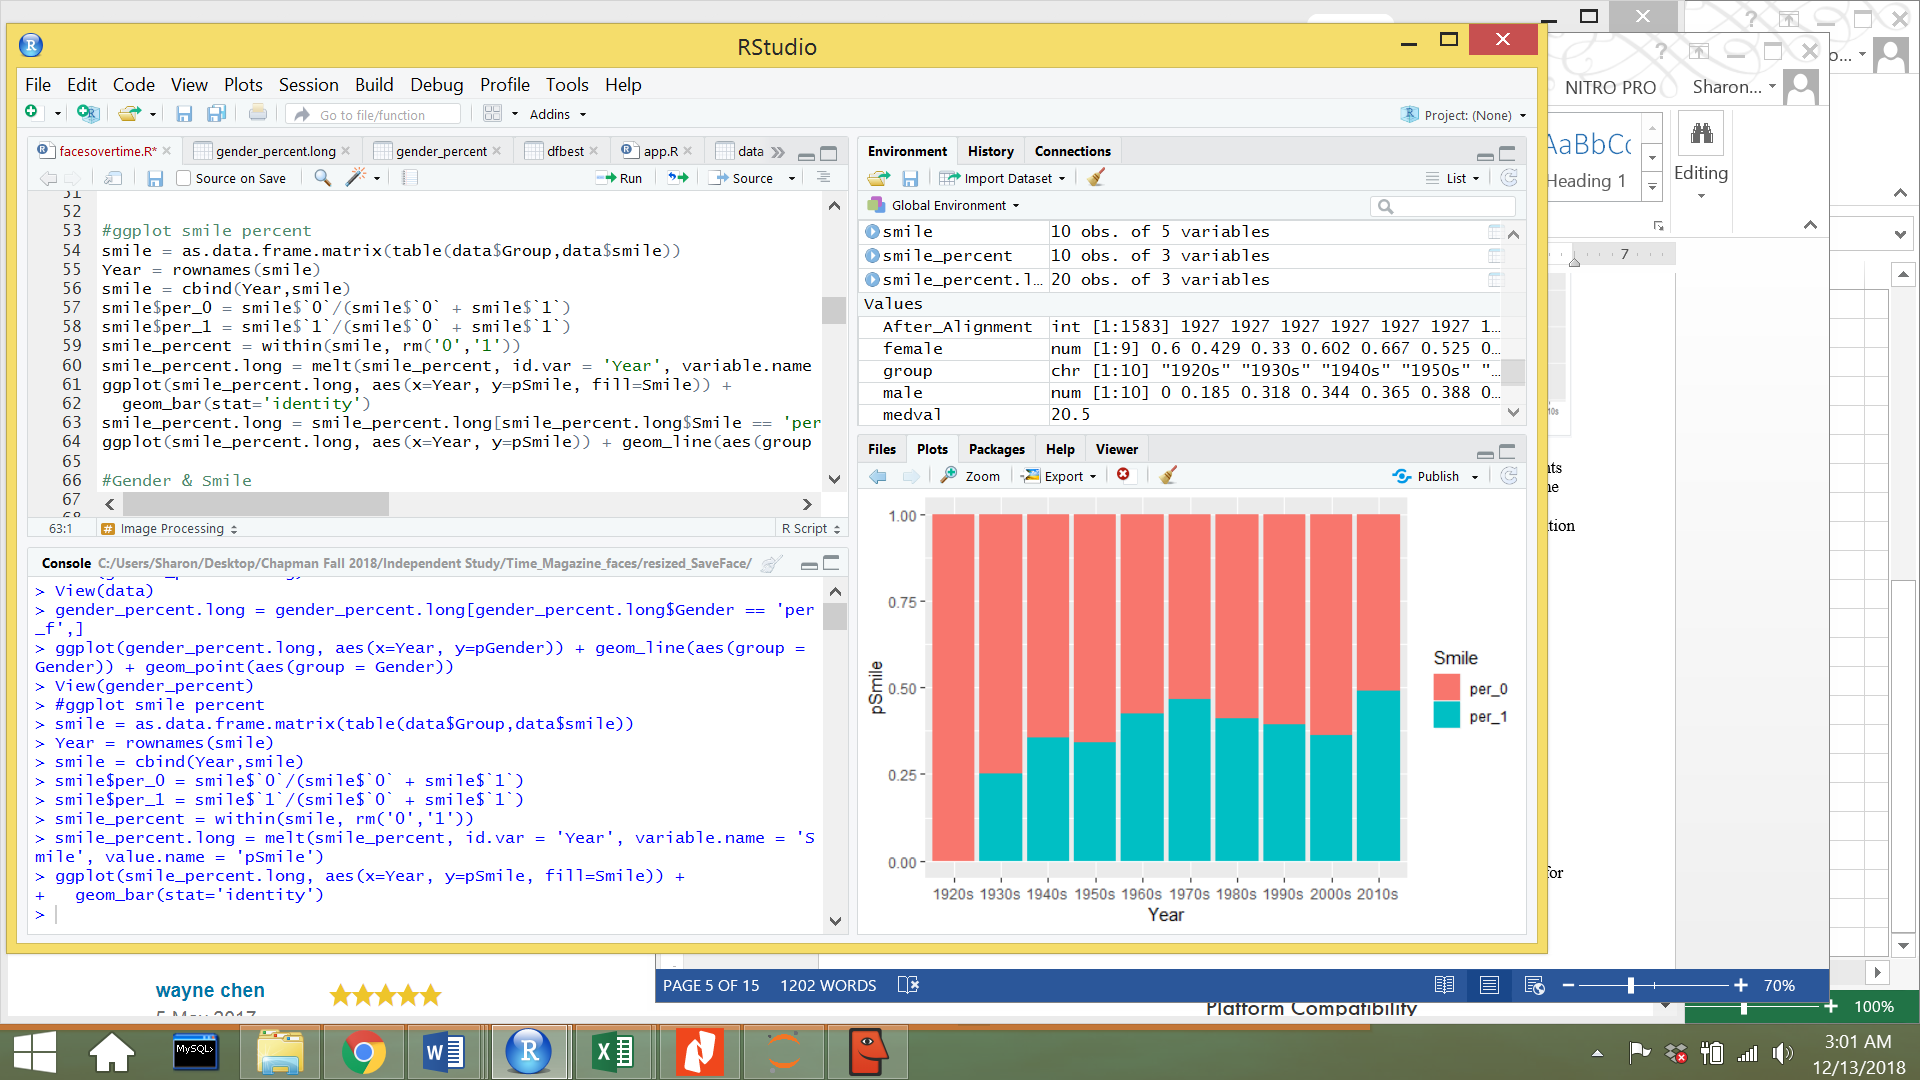 RStudio
File Edit Code View Plots Session Build Debug Profile Tools Help
Go to file/function Addins Project: (None)
facesovertime.R* gender_percent.long gender_percent dfbest app.R data
Source on Save Run Source
51
52
53 #ggplot smile percent
54 smile = as.data.frame.matrix(table(data$Group,data$smile))
55 Year = rownames(smile)
56 smile = cbind(Year,smile)
57 smile$per_0 = smile$`0`/(smile$`0` + smile$`1`)
58 smile$per_1 = smile$`1`/(smile$`0` + smile$`1`)
59 smile_percent = within(smile, rm('0','1'))
60 smile_percent.long = melt(smile_percent, id.var = 'Year', variable.name
61 ggplot(smile_percent.long, aes(x=Year, y=pSmile, fill=Smile)) +
62 geom_bar(stat='identity')
63 smile_percent.long = smile_percent.long[smile_percent.long$Smile == 'per
64 ggplot(smile_percent.long, aes(x=Year, y=pSmile)) + geom_line(aes(group
65
66 #Gender & Smile
67
68
63:1 # Image Processing R Script
Console C:/Users/Sharon/Desktop/Chapman Fall 2018/Independent Study/Time_Magazine_faces/resized_SaveFace/
> View(data)
> gender_percent.long = gender_percent.long[gender_percent.long$Gender == 'per
_f',]
> ggplot(gender_percent.long, aes(x=Year, y=pGender)) + geom_line(aes(group =
Gender)) + geom_point(aes(group = Gender))
> View(gender_percent)
> #ggplot smile percent
> smile = as.data.frame.matrix(table(data$Group,data$smile))
> Year = rownames(smile)
> smile = cbind(Year,smile)
> smile$per_0 = smile$`0`/(smile$`0` + smile$`1`)
> smile$per_1 = smile$`1`/(smile$`0` + smile$`1`)
> smile_percent = within(smile, rm('0','1'))
> smile_percent.long = melt(smile_percent, id.var = 'Year', variable.name = 'S
mile', value.name = 'pSmile')
> ggplot(smile_percent.long, aes(x=Year, y=pSmile, fill=Smile)) +
+ geom_bar(stat='identity')
>
Environment History Connections
Import Dataset List
Global Environment
smile 10 obs. of 5 variables
smile_percent 10 obs. of 3 variables
smile_percent.l... 20 obs. of 3 variables
Values
After_Alignment int [1:1583] 1927 1927 1927 1927 1927 1927 1...
female num [1:9] 0.6 0.429 0.33 0.602 0.667 0.525 0...
group chr [1:10] "1920s" "1930s" "1940s" "1950s" "...
male num [1:10] 0 0.185 0.318 0.344 0.365 0.388 0...
medval 20.5
Files Plots Packages Help Viewer
Zoom Export Publish
1.00
0.75
0.50
0.25
0.00
pSmile
1920s 1930s 1940s 1950s 1960s 1970s 1980s 1990s 2000s 2010s
Year
Smile
per_0
per_1
NITRO PRO Sharon...
AaBbCc
Heading 1
Editing
7
for
wayne chen
5 May 2017
PAGE 5 OF 15 1202 WORDS 70%
Platform Compatibility
100%
MySQL>
3:01 AM
12/13/2018